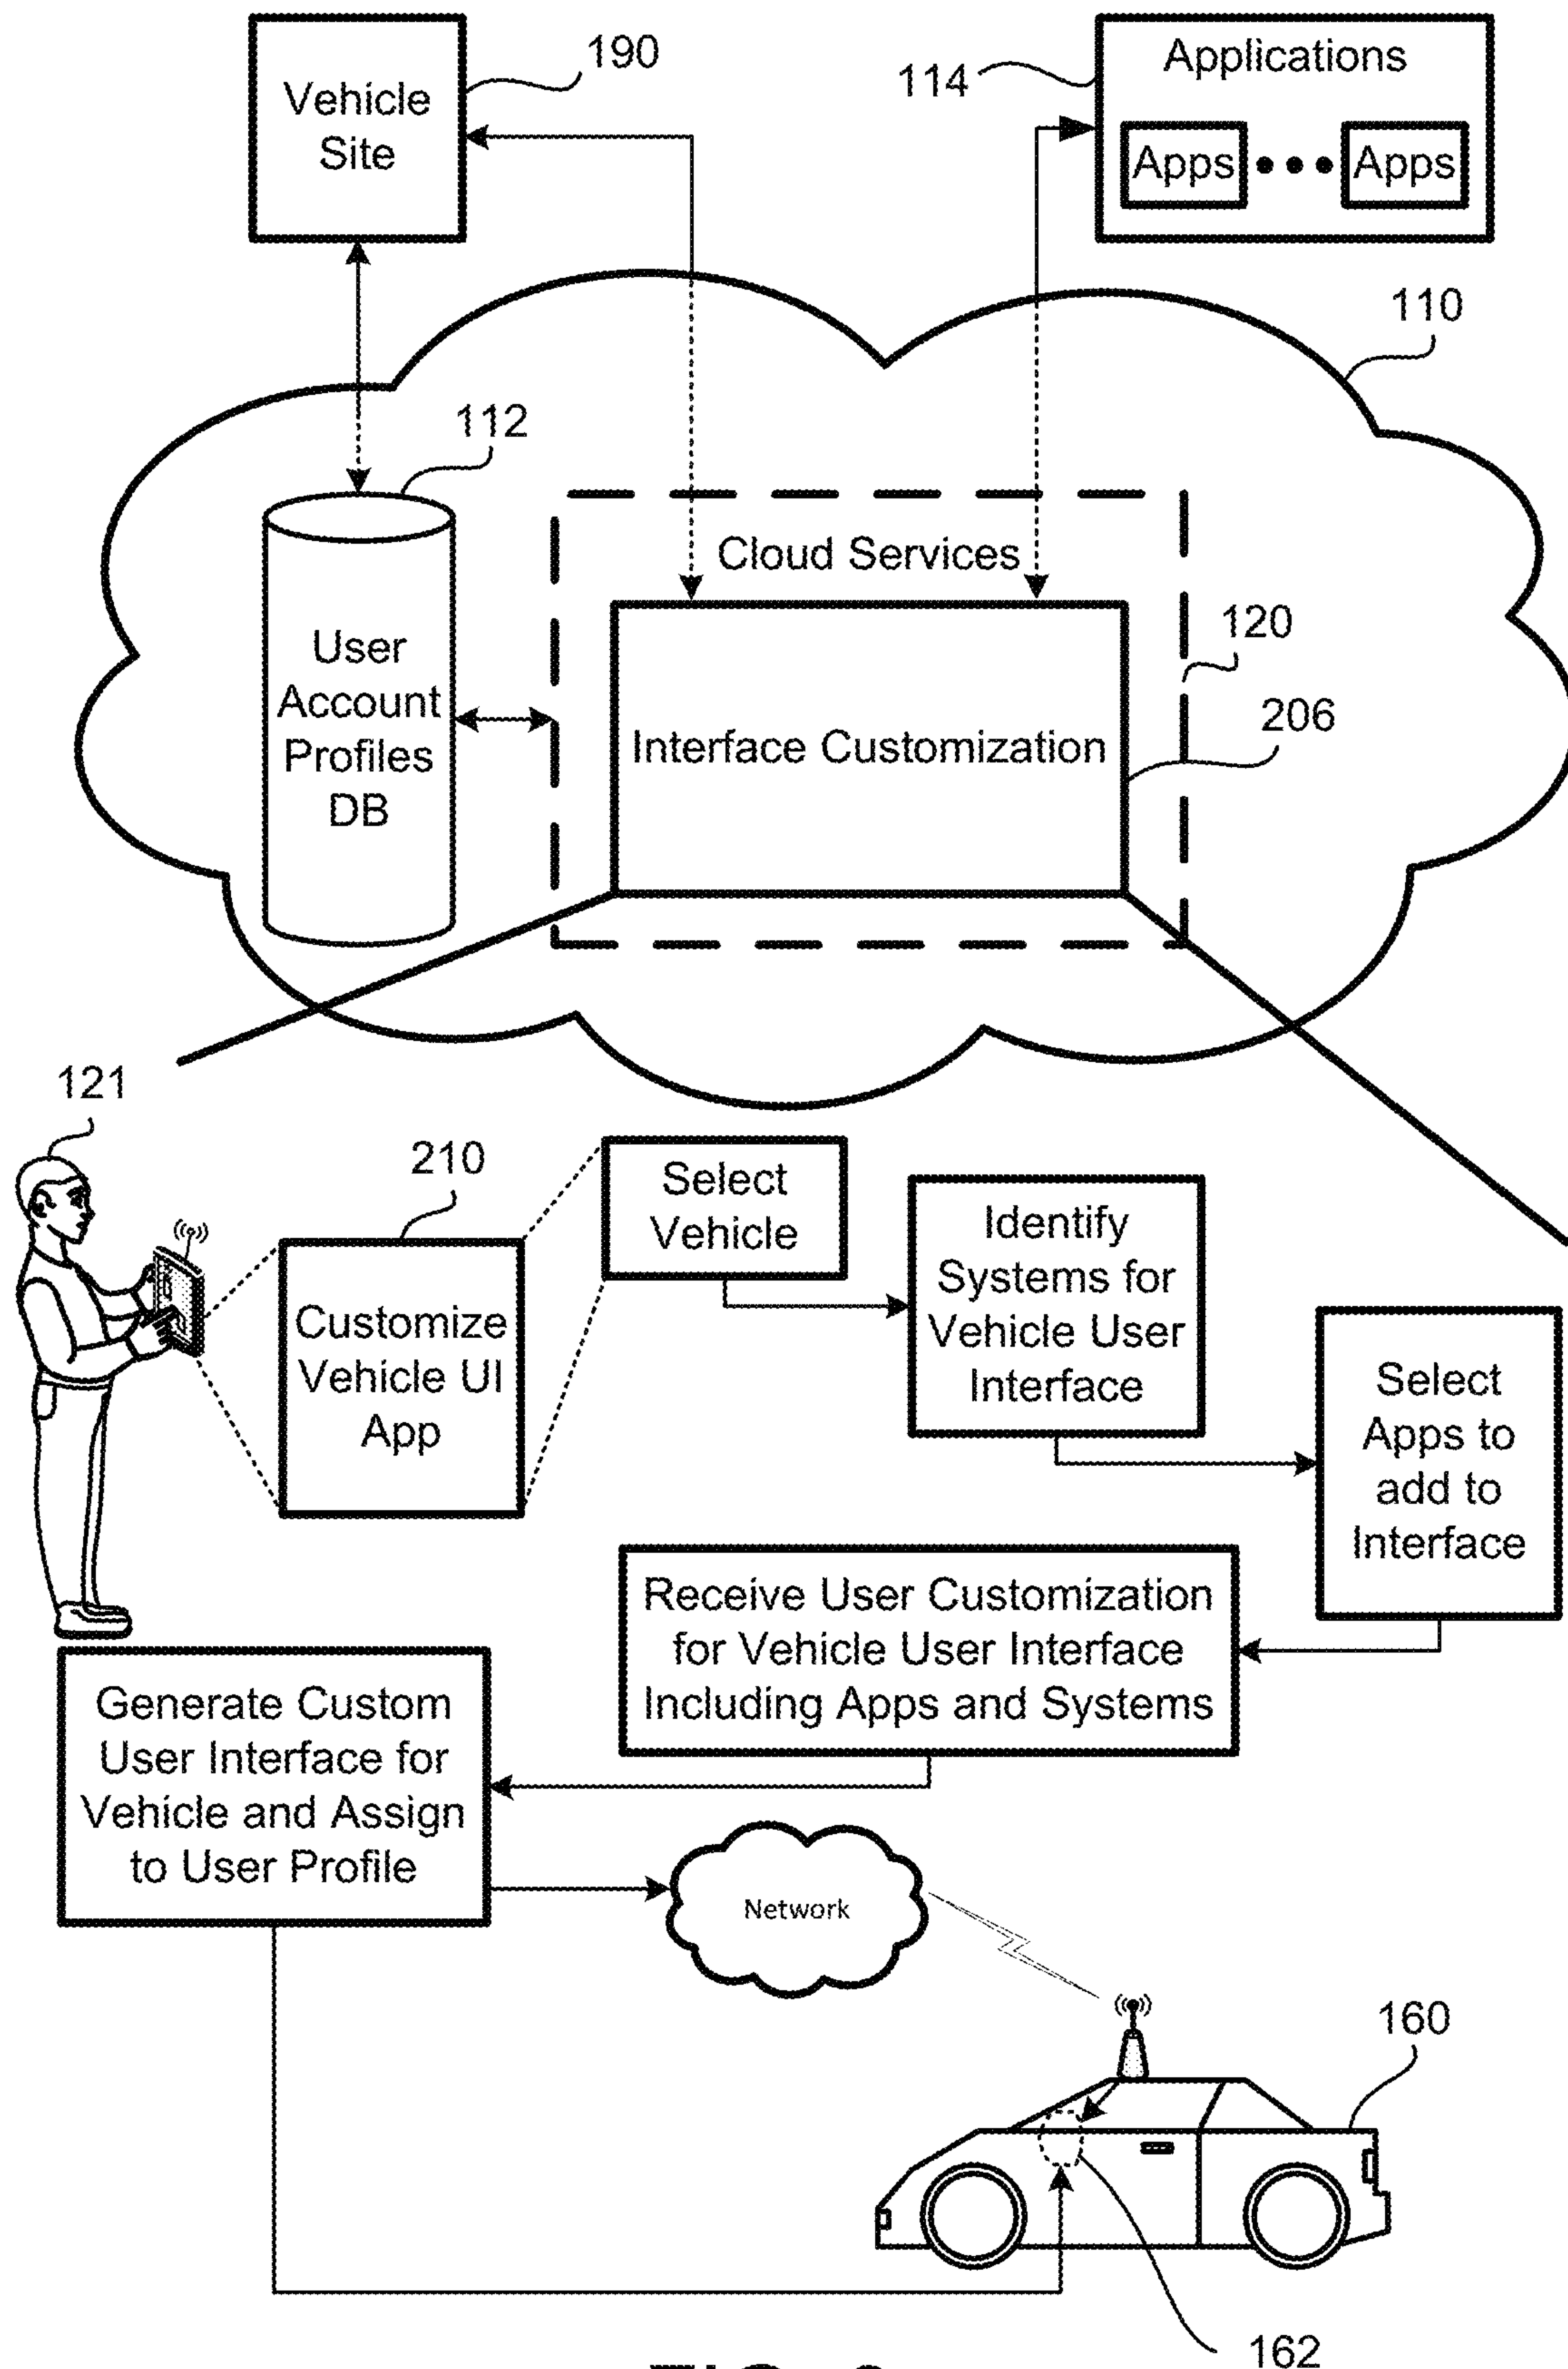 190
Vehicle
Site
114
Applications
Apps
Apps
110
112
Cloud Services
120
User
Account
Profiles
DB
206
Interface Customization
121
210
Select
Vehicle
Identify
Systems for
Vehicle User
Interface
Customize
Vehicle UI
App
Select
Apps to
add to
Interface
Receive User Customization
for Vehicle User Interface
Including Apps and Systems
Generate Custom
User Interface for
Vehicle and Assign
to User Profile
Network
160
162